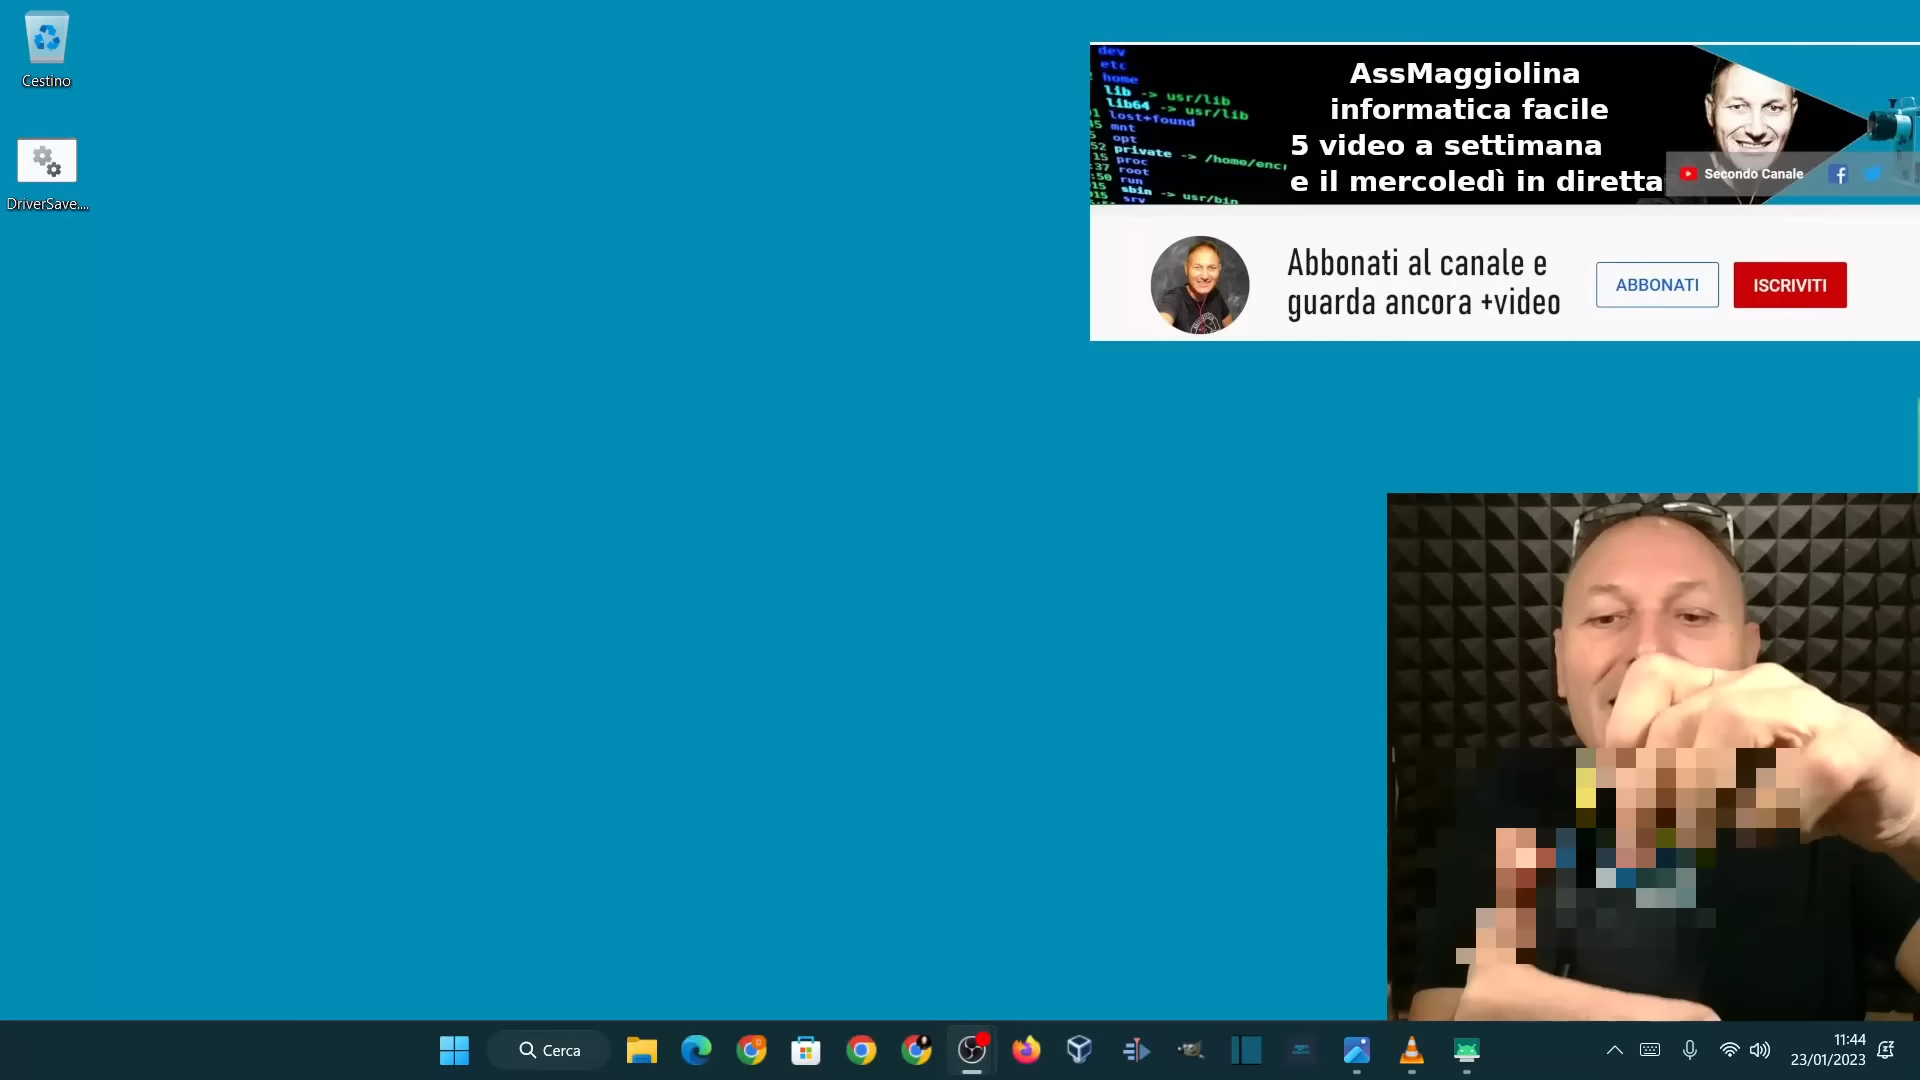 Cestino
DriverSave....
dev
etc
home
lib -> usr/lib
lib64 -> usr/lib
lost+found
mnt
opt
private -> /home/encr
proc
root
run
sbin -> usr/bin
srv
AssMaggiolina
informatica facile
5 video a settimana
e il mercoledì in diretta
Secondo Canale
Abbonati al canale e
guarda ancora +video
ABBONATI
ISCRIVITI
Cerca
11:44
23/01/2023